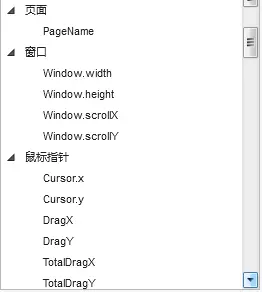 页面
PageName
窗口
Window.width
Window.height
Window.scrollX
Window.scrollY
鼠标指针
Cursor.x
Cursor.y
DragX
DragY
TotalDragX
TotalDragY